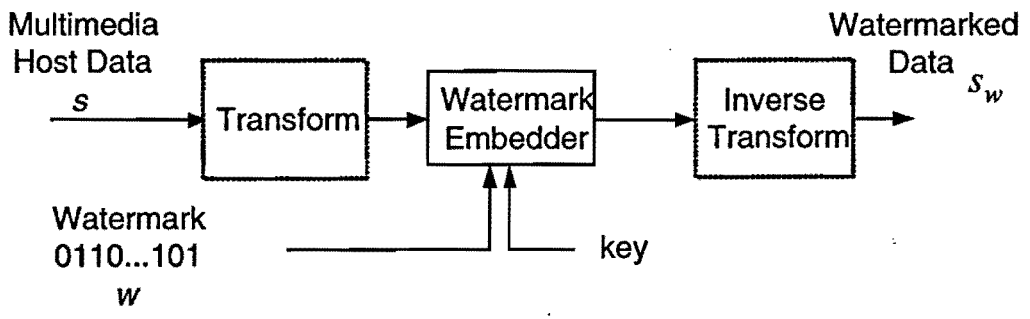 Multimedia
Host Data
s
Transform
Watermark
Embedder
Inverse
Transform
Watermarked
Data
s_w
Watermark
0110...101
w
key